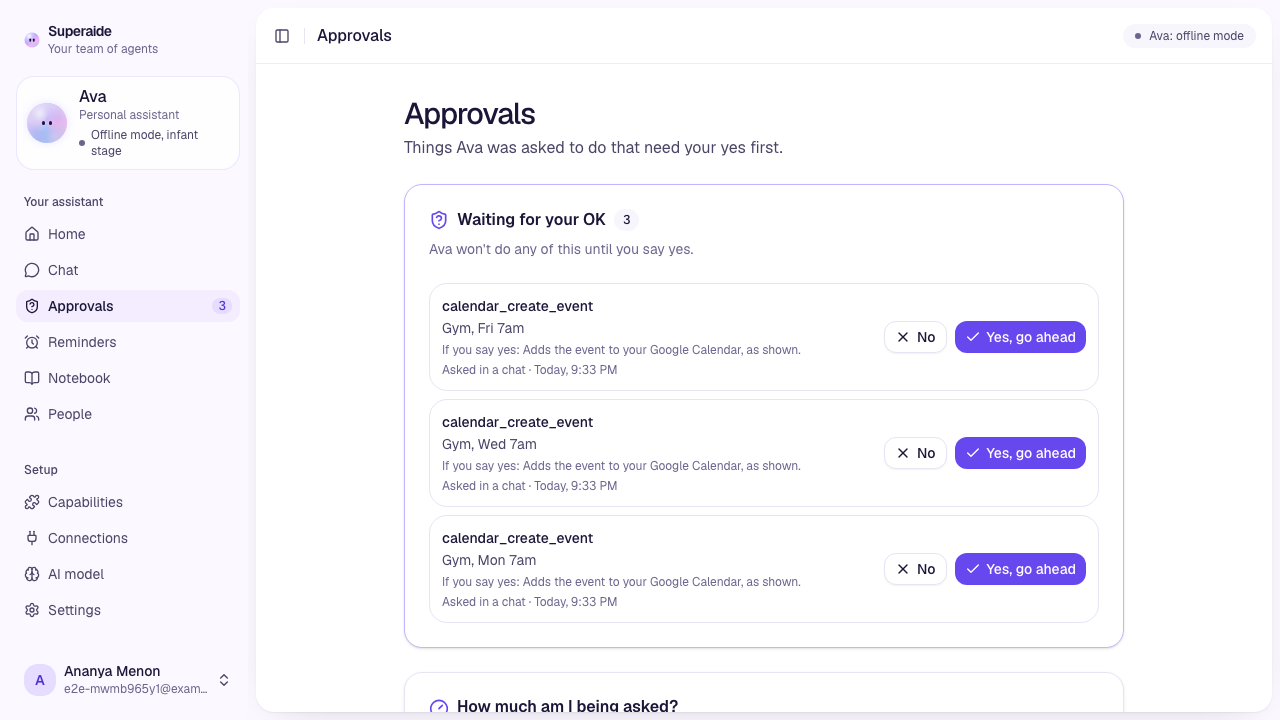 Superaide
Your team of agents
Ava
Personal assistant
Offline mode, infant
stage
Your assistant
Home
Chat
Approvals 3
Reminders
Notebook
People
Setup
Capabilities
Connections
AI model
Settings
A
Ananya Menon
e2e-mwmb965y1@exam...
Approvals
Ava: offline mode
Approvals
Things Ava was asked to do that need your yes first.
Waiting for your OK 3
Ava won't do any of this until you say yes.
calendar_create_event
Gym, Fri 7am
If you say yes: Adds the event to your Google Calendar, as shown.
Asked in a chat · Today, 9:33 PM
No
Yes, go ahead
calendar_create_event
Gym, Wed 7am
If you say yes: Adds the event to your Google Calendar, as shown.
Asked in a chat · Today, 9:33 PM
No
Yes, go ahead
calendar_create_event
Gym, Mon 7am
If you say yes: Adds the event to your Google Calendar, as shown.
Asked in a chat · Today, 9:33 PM
No
Yes, go ahead
How much am I being asked?